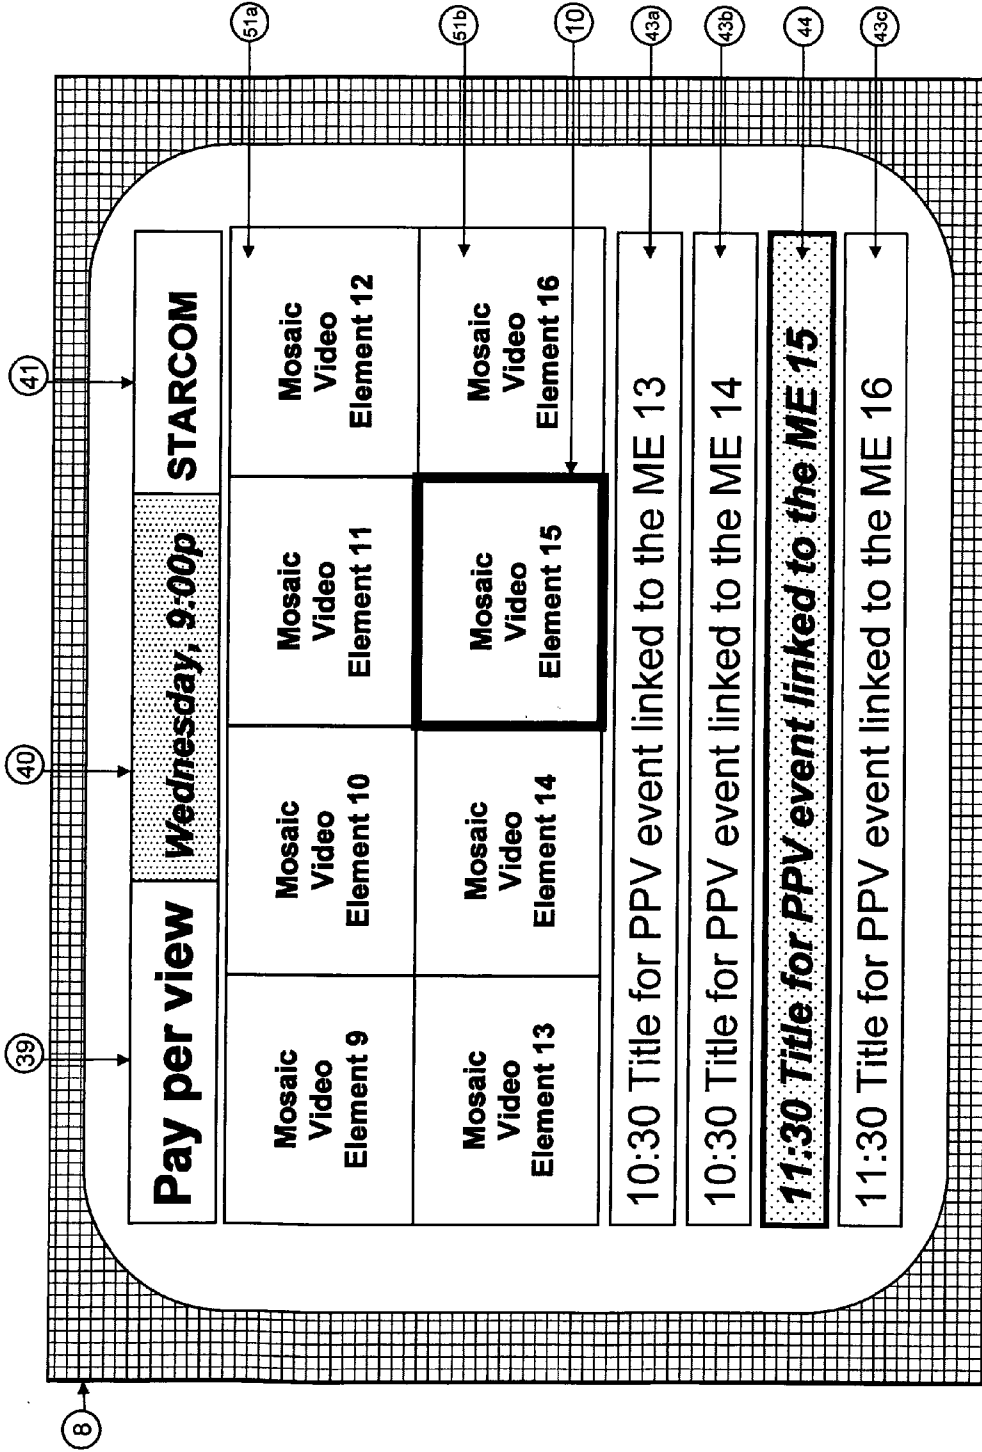 39
40
41
8
Pay per view
Wednesday, 9:00p
STARCOM
51a
Mosaic
Video
Element 9
Mosaic
Video
Element 10
Mosaic
Video
Element 11
Mosaic
Video
Element 12
51b
Mosaic
Video
Element 13
Mosaic
Video
Element 14
Mosaic
Video
Element 15
Mosaic
Video
Element 16
10
10:30 Title for PPV event linked to the ME 13
43a
10:30 Title for PPV event linked to the ME 14
43b
11:30 Title for PPV event linked to the ME 15
44
11:30 Title for PPV event linked to the ME 16
43c